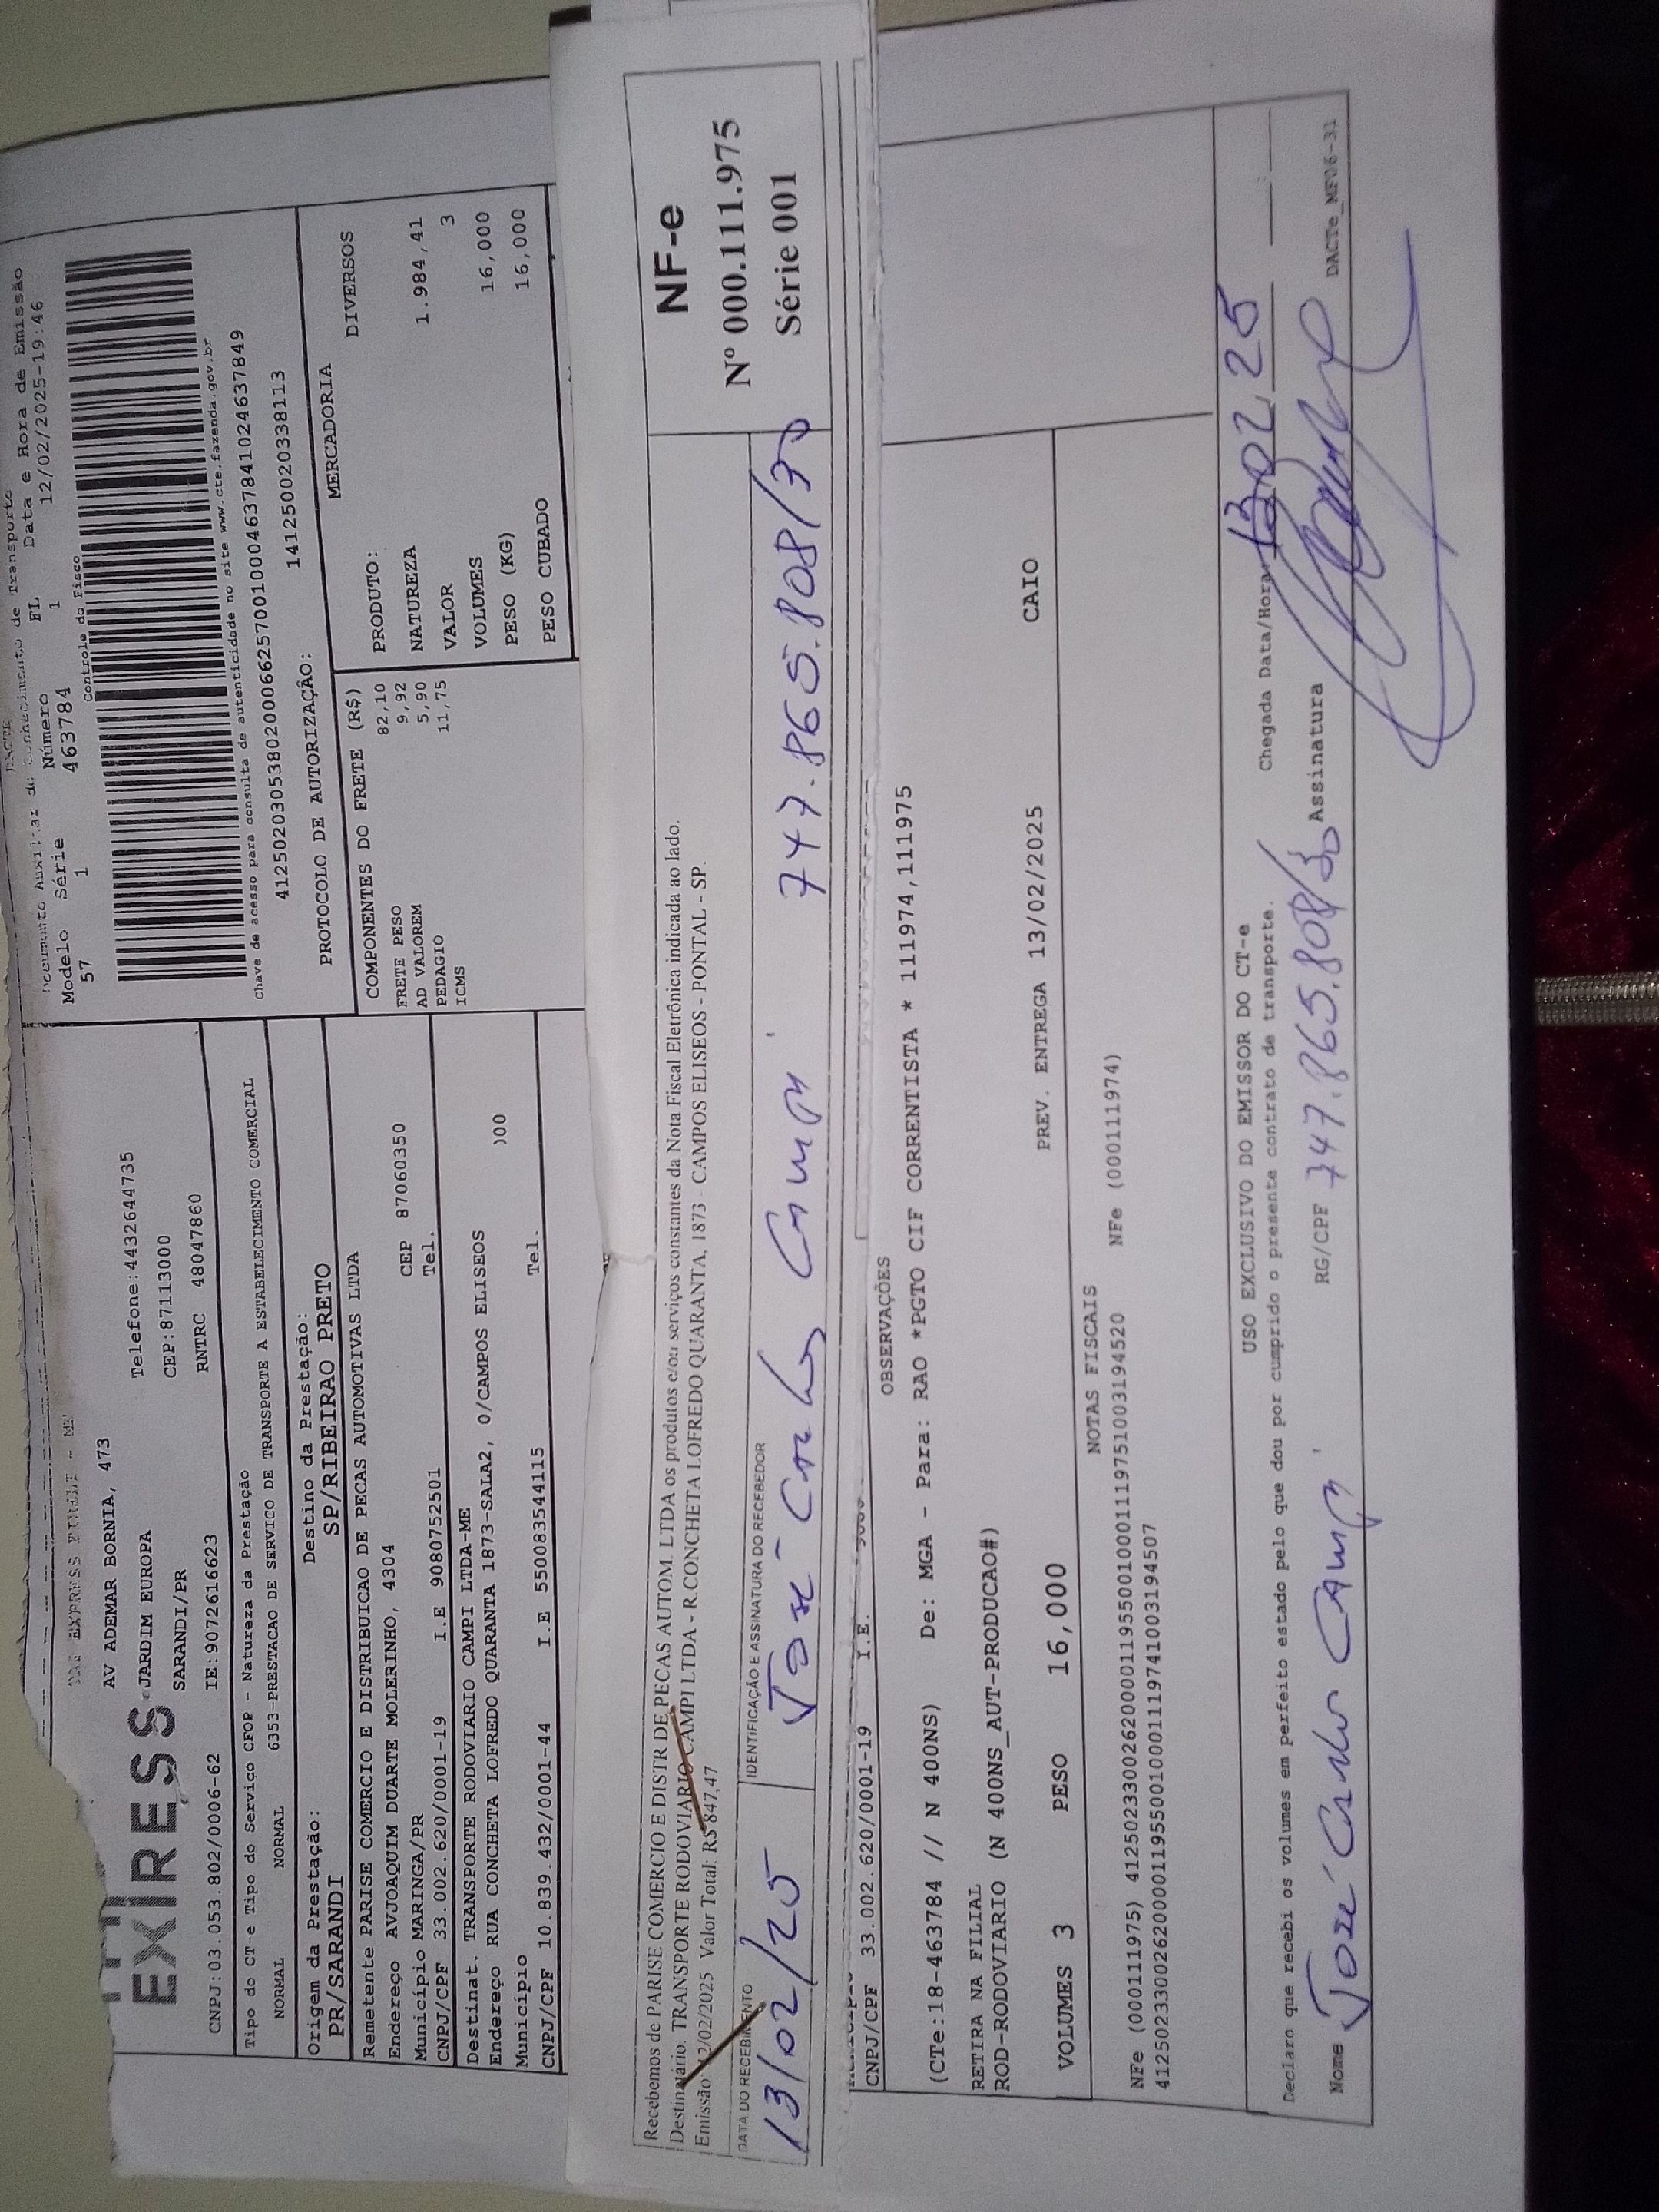 EXPRESS
AV ADEMAR BORNIA, 473
JARDIM EUROPA
Telefone:4432644735
SARANDI/PR
CEP:87113000
CNPJ:03.053.802/0006-62 IE:9072616623 RNTRC 48047860
Tipo do CT-e Tipo do Serviço CFOP - Natureza da Prestação
NORMAL NORMAL 6353-PRESTACAO DE SERVICO DE TRANSPORTE A ESTABELECIMENTO COMERCIAL
Origem da Prestação: Destino da Prestação:
PR/SARANDI SP/RIBEIRAO PRETO
Remetente PARISE COMERCIO E DISTRIBUICAO DE PECAS AUTOMOTIVAS LTDA
Endereço AVJOAQUIM DUARTE MOLERINHO, 4304
Município MARINGA/PR CEP 87060350
CNPJ/CPF 33.002.620/0001-19 I.E 9080752501 Tel.
Destinat. TRANSPORTE RODOVIARIO CAMPI LTDA-ME
Endereço RUA CONCHETA LOFREDO QUARANTA 1873-SALA2, 0/CAMPOS ELISEOS
Município )00
CNPJ/CPF 10.839.432/0001-44 I.E 550083544115 Tel.
Documento Auxiliar do Conhecimento de Transporte
Modelo Série Número FL Data e Hora de Emissão
57 1 463784 1 12/02/2025-19:46
Controle do Fisco
Chave de acesso para consulta de autenticidade no site www.cte.fazenda.gov.br
41250203053802000662570010004637841024637849
PROTOCOLO DE AUTORIZAÇÃO: 141250020338113
COMPONENTES DO FRETE (R$)
FRETE PESO 82,10
AD VALOREM 9,92
PEDAGIO 5,90
ICMS 11,75
MERCADORIA
PRODUTO: DIVERSOS
NATUREZA
VALOR 1.984,41
VOLUMES 3
PESO (KG) 16,000
PESO CUBADO 16,000
Recebemos de PARISE COMERCIO E DISTR DE PECAS AUTOM. LTDA os produtos e/ou serviços constantes da Nota Fiscal Eletrônica indicada ao lado.
Destinatário: TRANSPORTE RODOVIARIO CAMPI LTDA - R.CONCHETA LOFREDO QUARANTA, 1873 - CAMPOS ELISEOS - PONTAL - SP.
Emissão: 12/02/2025 Valor Total: R$ 847,47
DATA DO RECEBIMENTO IDENTIFICAÇÃO E ASSINATURA DO RECEBEDOR
13/02/25 Jose Carlos Campi 747.865.808/30
NF-e
Nº 000.111.975
Série 001
CNPJ/CPF 33.002.620/0001-19 I.E.
OBSERVAÇÕES
(CTe:18-463784 // N 400NS) De: MGA - Para: RAO *PGTO CIF CORRENTISTA * 111974,111975
RETIRA NA FILIAL
ROD-RODOVIARIO (N 400NS_AUT-PRODUCAO#)
VOLUMES 3 PESO 16,000 PREV. ENTREGA 13/02/2025 CAIO
NOTAS FISCAIS
NFe (000111975) 41250233002620000119550010001119751003194520 NFe (000111974)
41250233002620000119550010001119741003194507
USO EXCLUSIVO DO EMISSOR DO CT-e
Declaro que recebi os volumes em perfeito estado pelo que dou por cumprido o presente contrato de transporte. Chegada Data/Hora 13/02/25
Nome José Carlos Campi RG/CPF 747.865.808/30 Assinatura
DACTe_MF06-31